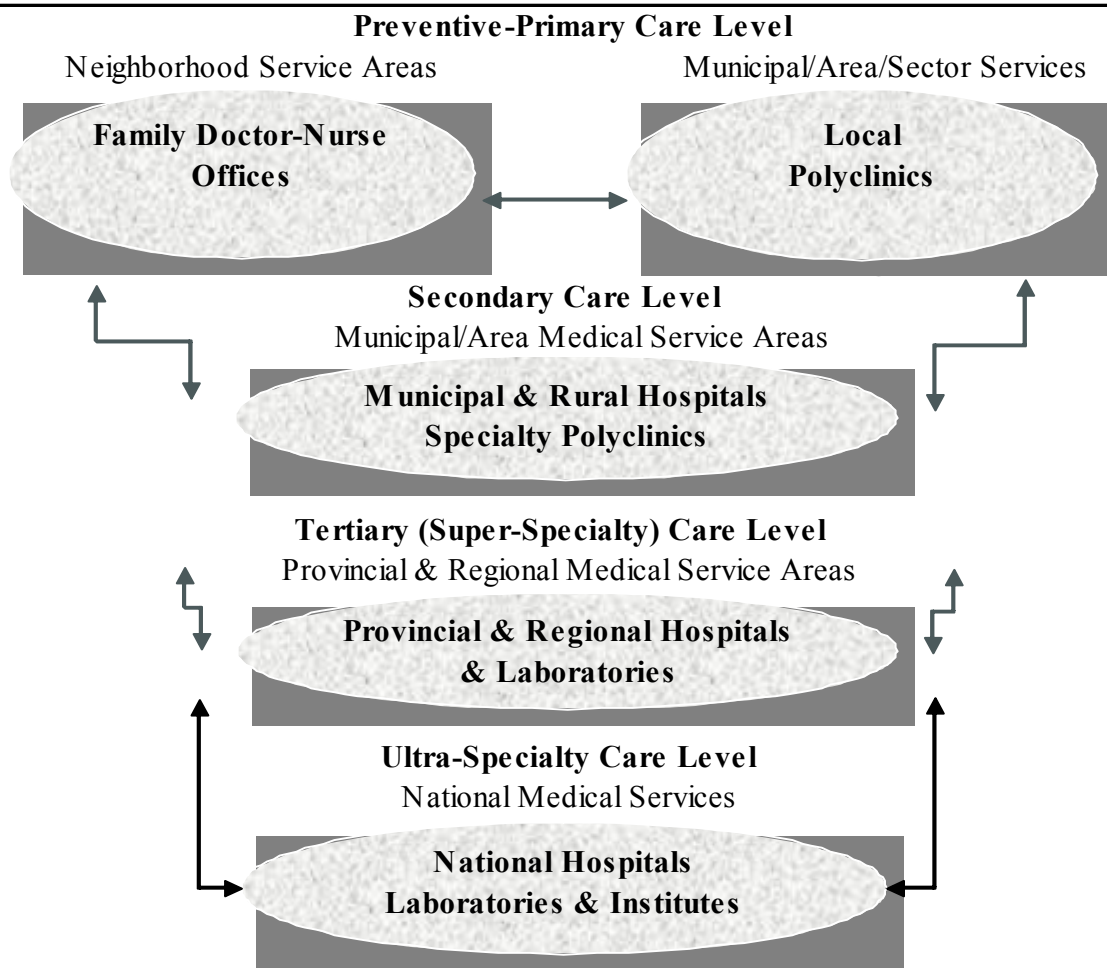 Preventive-Primary Care Level
Neighborhood Service Areas
Municipal/Area/Sector Services
Family Doctor-Nurse
Offices
Local
Polyclinics
Secondary Care Level
Municipal/Area Medical Service Areas
Municipal & Rural Hospitals
Specialty Polyclinics
Tertiary (Super-Specialty) Care Level
Provincial & Regional Medical Service Areas
Provincial & Regional Hospitals
& Laboratories
Ultra-Specialty Care Level
National Medical Services
National Hospitals
Laboratories & Institutes